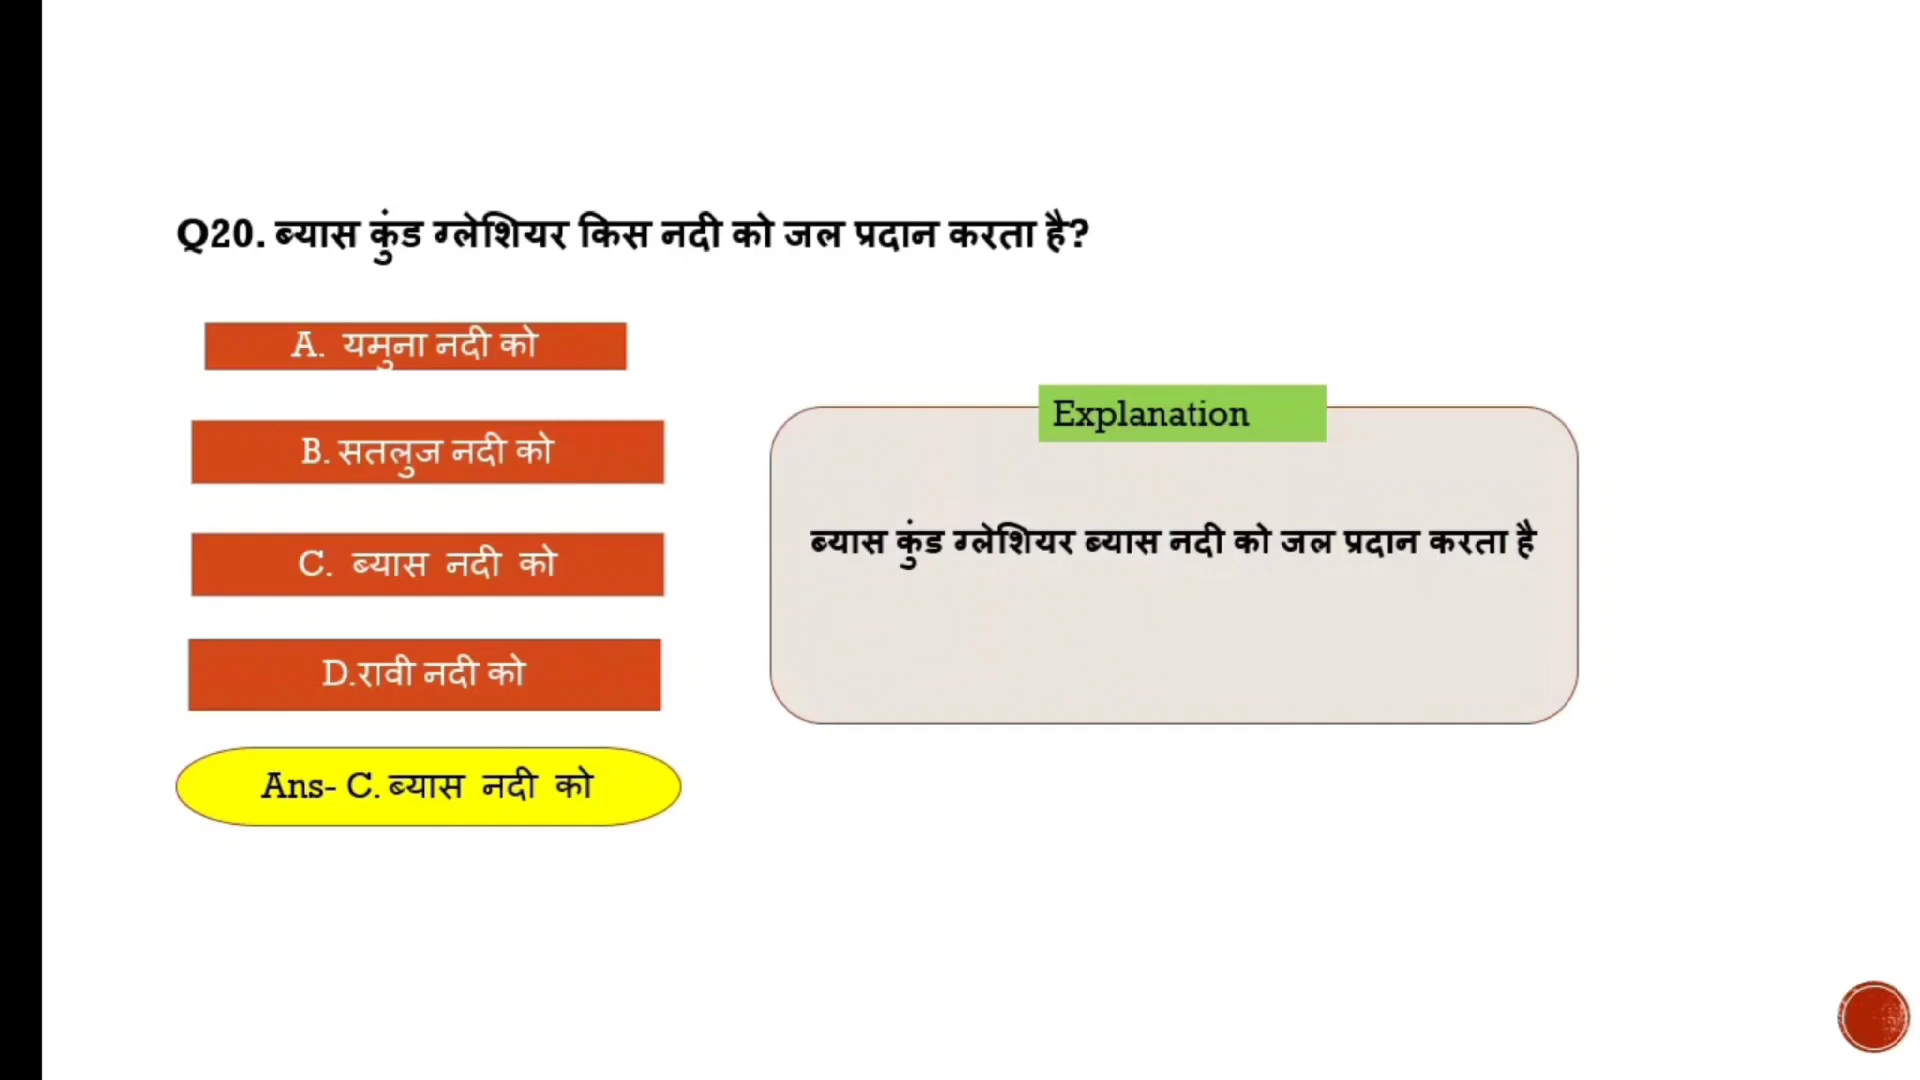 Q20. ब्यास कुंड ग्लेशियर किस नदी को जल प्रदान करता है?
A. यमुना नदी को
B. सतलुज नदी को
C. ब्यास नदी को
D.रावी नदी को
Ans- C. ब्यास नदी को
Explanation
ब्यास कुंड ग्लेशियर ब्यास नदी को जल प्रदान करता है